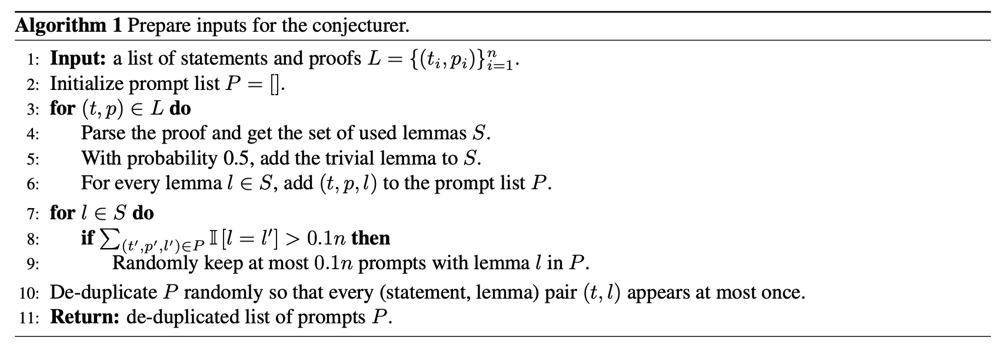 Algorithm 1 Prepare inputs for the conjecturer.
1: Input: a list of statements and proofs $L = \{(t_i, p_i)\}_{i=1}^{n}$.
2: Initialize prompt list $P = []$.
3: for $(t, p) \in L$ do
4: Parse the proof and get the set of used lemmas $S$.
5: With probability 0.5, add the trivial lemma to $S$.
6: For every lemma $l \in S$, add $(t, p, l)$ to the prompt list $P$.
7: for $l \in S$ do
8: if $\sum_{(t',p',l') \in P} \mathbb{I}[l = l'] > 0.1n$ then
9: Randomly keep at most $0.1n$ prompts with lemma $l$ in $P$.
10: De-duplicate $P$ randomly so that every (statement, lemma) pair $(t, l)$ appears at most once.
11: Return: de-duplicated list of prompts $P$.